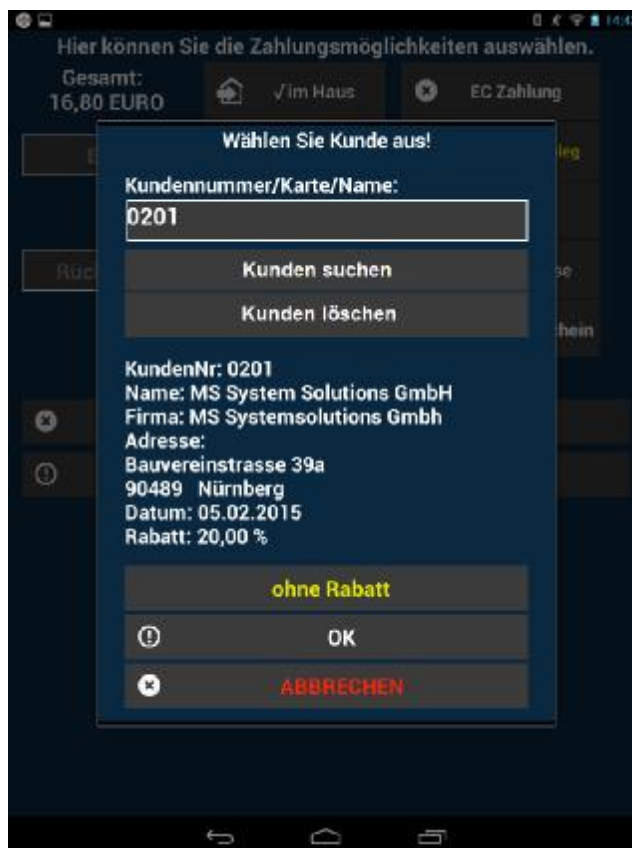 14:4
Hier können Sie die Zahlungsmöglichkeiten auswählen.
Gesamt:
16,80 EURO
√im Haus
EC Zahlung
Wählen Sie Kunde aus!
Kundennummer/Karte/Name:
0201
Kunden suchen
Kunden löschen
KundenNr: 0201
Name: MS System Solutions GmbH
Firma: MS Systemsolutions Gmbh
Adresse:
Bauvereinstrasse 39a
90489 Nürnberg
Datum: 05.02.2015
Rabatt: 20,00 %
ohne Rabatt
OK
ABBRECHEN